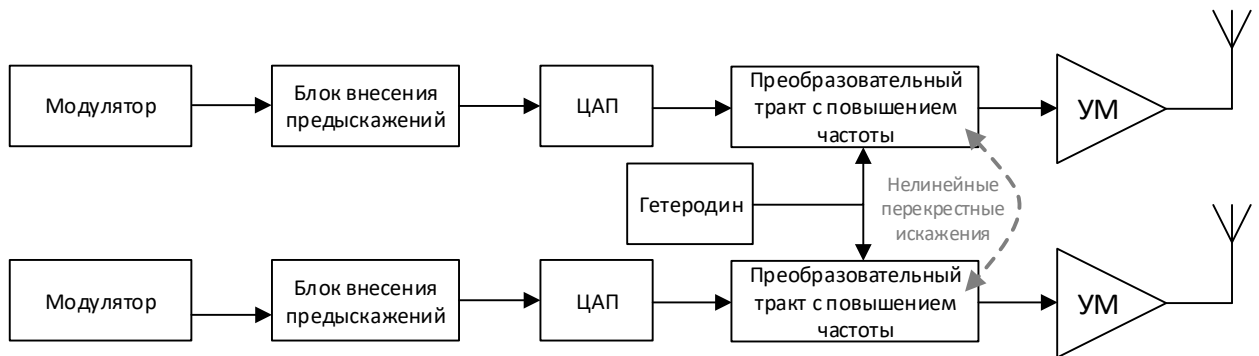 Модулятор
Блок внесения
предыскажений
ЦАП
Преобразовательный
тракт с повышением
частоты
УМ
Гетеродин
Нелинейные
перекрестные
искажения
Модулятор
Блок внесения
предыскажений
ЦАП
Преобразовательный
тракт с повышением
частоты
УМ